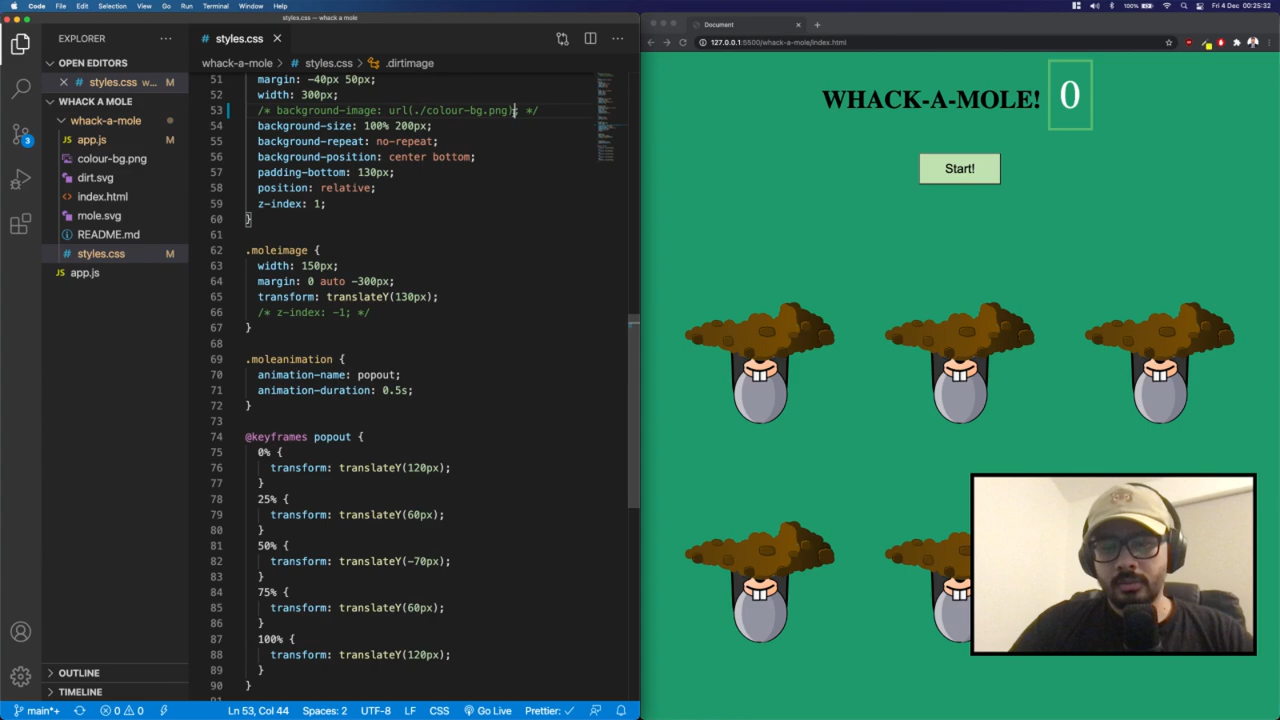 Code File Edit Selection View Go Run Terminal Window Help 100% Fri 4 Dec 00:25:32
styles.css — whack a mole
EXPLORER
OPEN EDITORS
styles.css w... M
WHACK A MOLE
whack-a-mole
app.js M
colour-bg.png
dirt.svg
index.html
mole.svg
README.md
styles.css M
app.js
OUTLINE
TIMELINE
3
styles.css
whack-a-mole > styles.css > .dirtimage
51 margin: -40px 50px;
52 width: 300px;
53 /* background-image: url(./colour-bg.png); */
54 background-size: 100% 200px;
55 background-repeat: no-repeat;
56 background-position: center bottom;
57 padding-bottom: 130px;
58 position: relative;
59 z-index: 1;
60 }
61
62 .moleimage {
63 width: 150px;
64 margin: 0 auto -300px;
65 transform: translateY(130px);
66 /* z-index: -1; */
67 }
68
69 .moleanimation {
70 animation-name: popout;
71 animation-duration: 0.5s;
72 }
73
74 @keyframes popout {
75 0% {
76 transform: translateY(120px);
77 }
78 25% {
79 transform: translateY(60px);
80 }
81 50% {
82 transform: translateY(-70px);
83 }
84 75% {
85 transform: translateY(60px);
86 }
87 100% {
88 transform: translateY(120px);
89 }
90 }
main*+ 0 0 Ln 53, Col 44 Spaces: 2 UTF-8 LF CSS Go Live Prettier:
Document
127.0.0.1:5500/whack-a-mole/index.html
WHACK-A-MOLE! 0
Start!